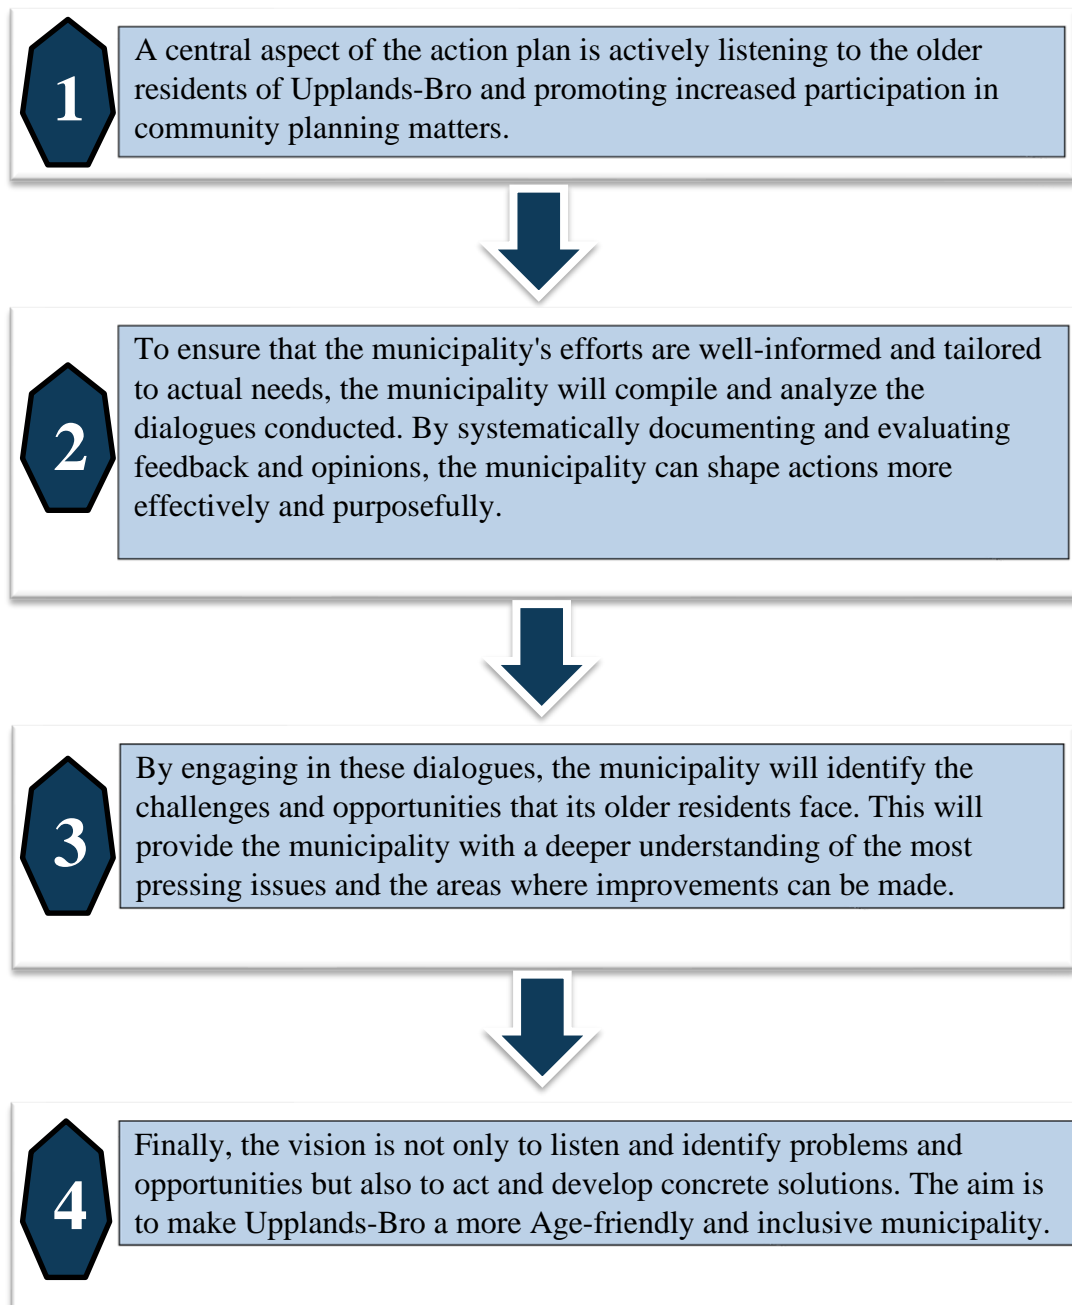 1
A central aspect of the action plan is actively listening to the older
residents of Upplands-Bro and promoting increased participation in
community planning matters.
2
To ensure that the municipality's efforts are well-informed and tailored
to actual needs, the municipality will compile and analyze the
dialogues conducted. By systematically documenting and evaluating
feedback and opinions, the municipality can shape actions more
effectively and purposefully.
3
By engaging in these dialogues, the municipality will identify the
challenges and opportunities that its older residents face. This will
provide the municipality with a deeper understanding of the most
pressing issues and the areas where improvements can be made.
4
Finally, the vision is not only to listen and identify problems and
opportunities but also to act and develop concrete solutions. The aim is
to make Upplands-Bro a more Age-friendly and inclusive municipality.